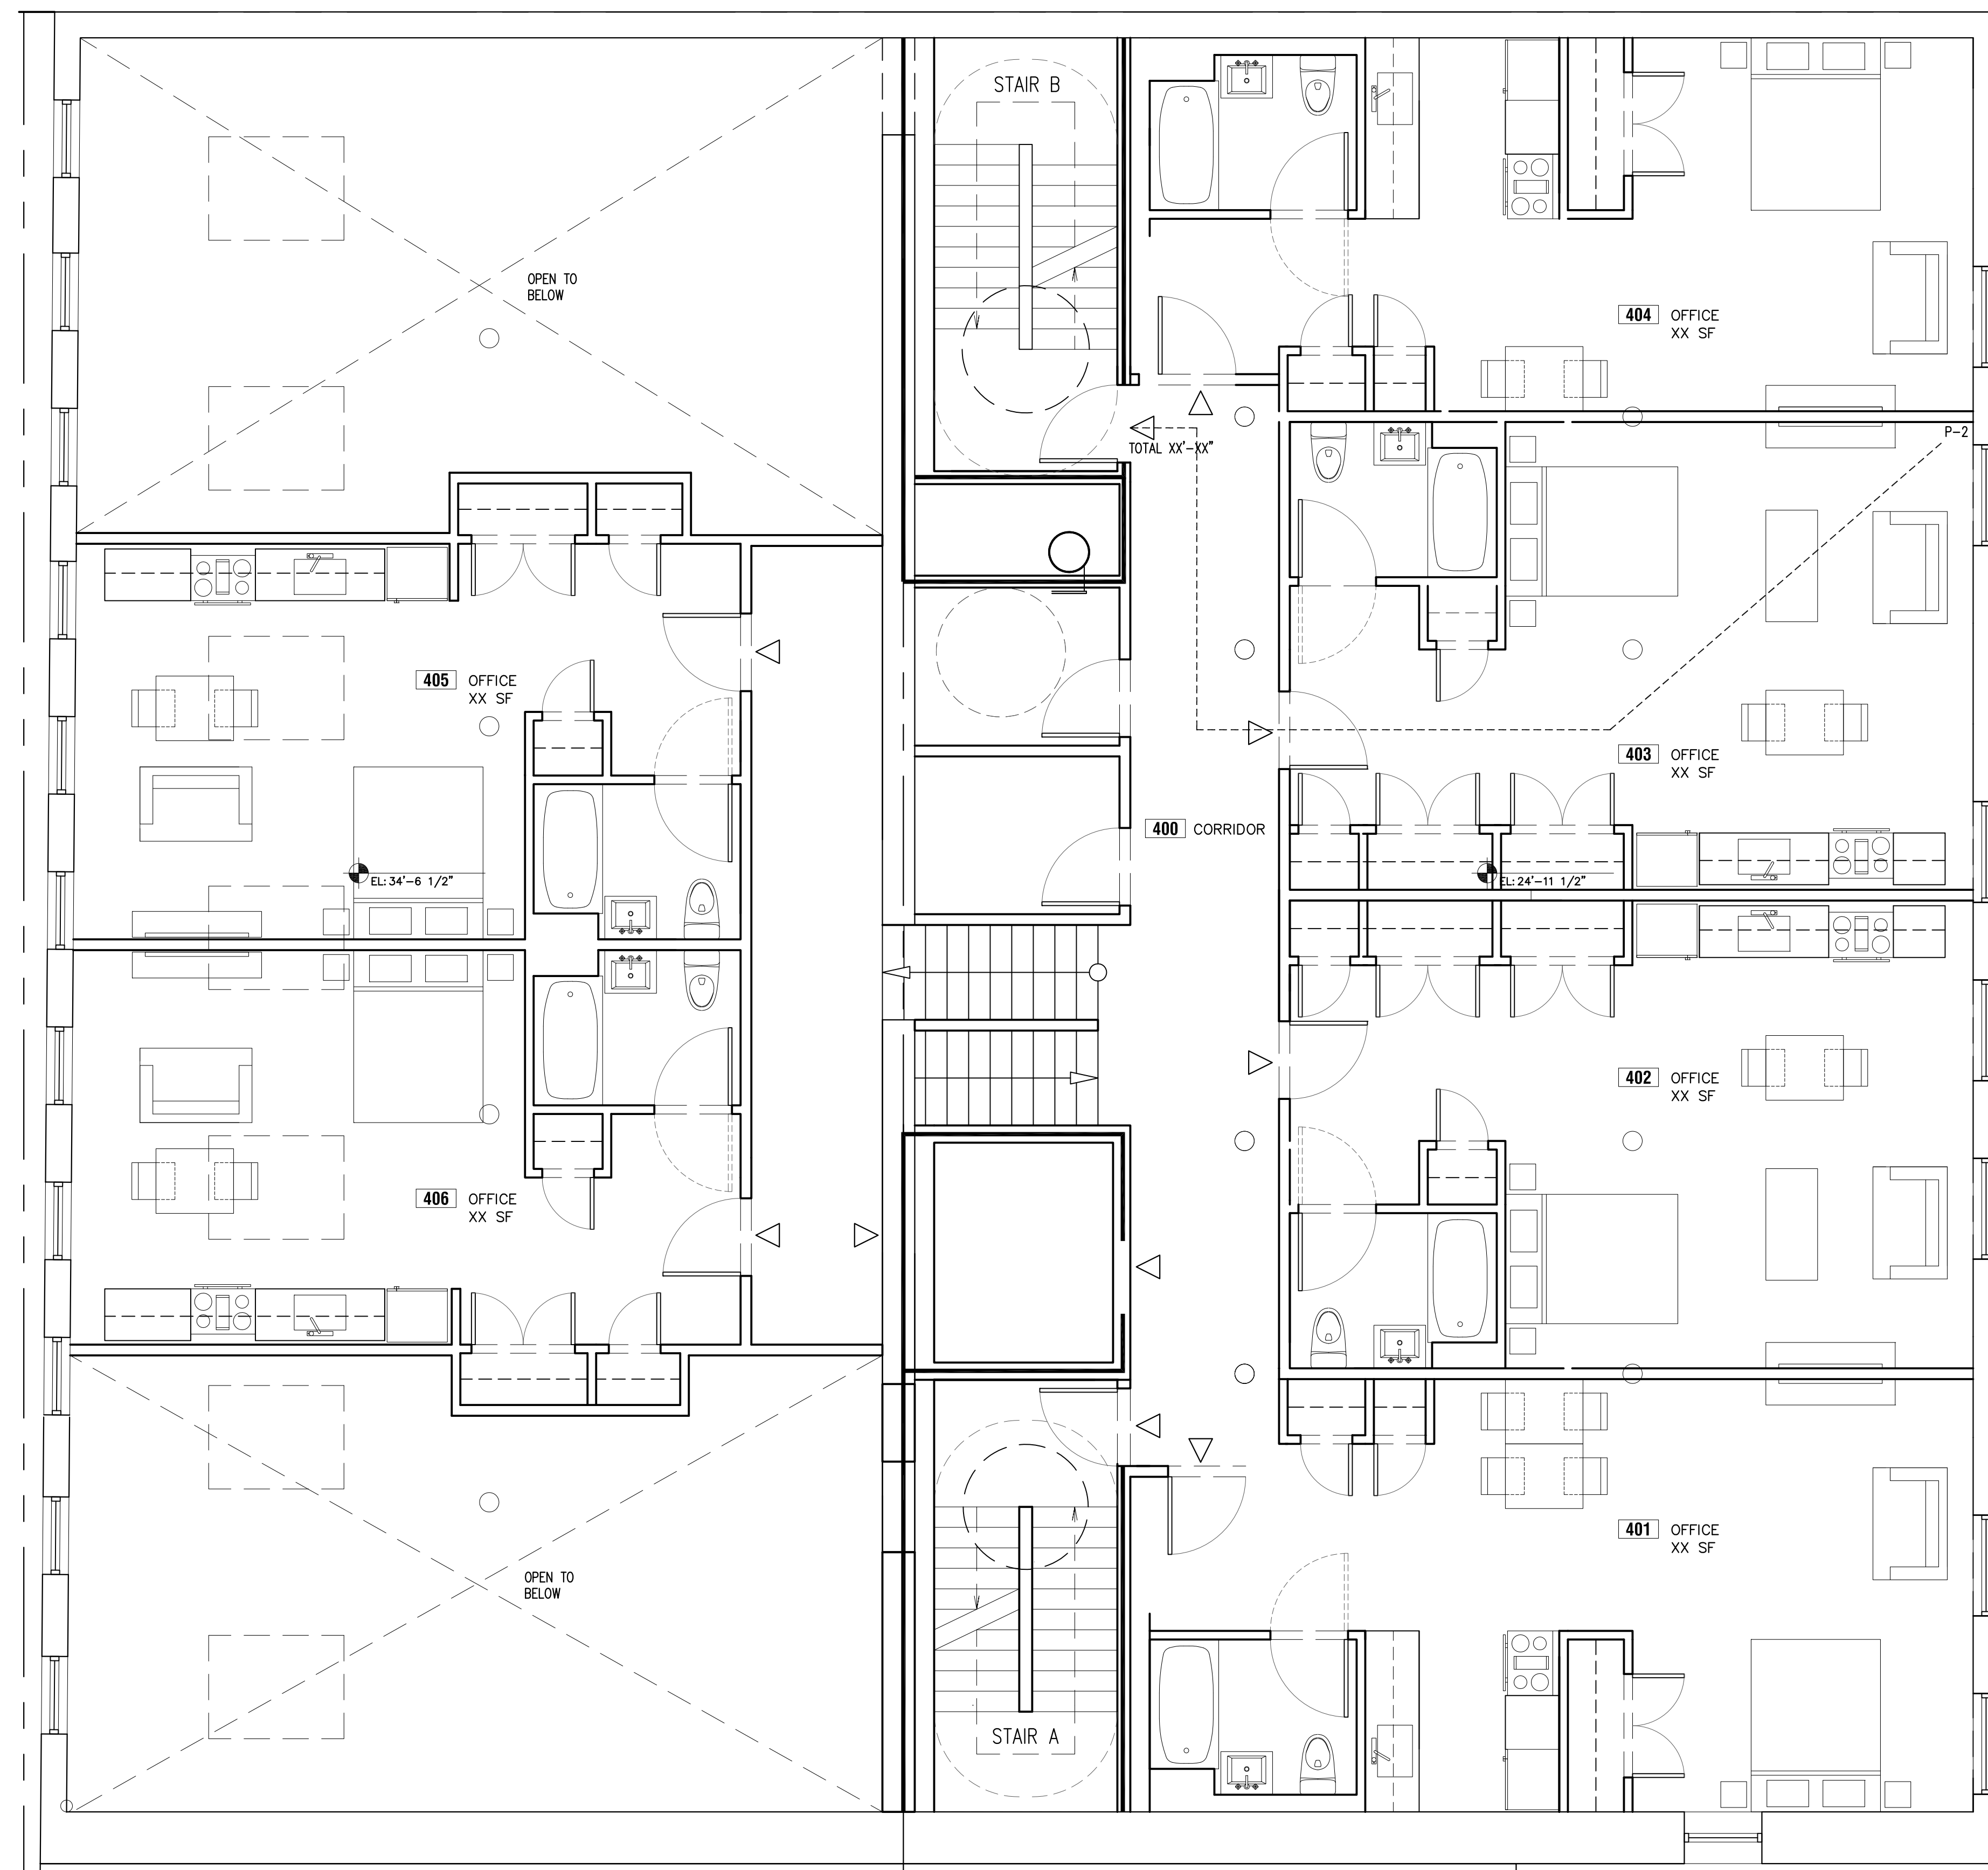 STAIR B
OPEN TO
BELOW
404 OFFICE
XX SF
TOTAL XX'-XX"
P-2
405 OFFICE
XX SF
403 OFFICE
XX SF
400 CORRIDOR
EL: 34'-6 1/2"
EL: 24'-11 1/2"
402 OFFICE
XX SF
406 OFFICE
XX SF
401 OFFICE
XX SF
OPEN TO
BELOW
STAIR A